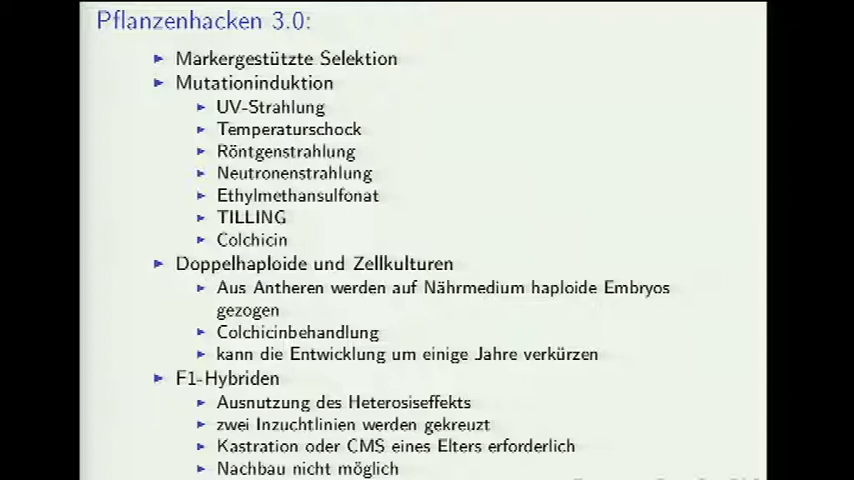 Pflanzenhacken 3.0:
Markergestützte Selektion
Mutationinduktion
UV-Strahlung
Temperaturschock
Röntgenstrahlung
Neutronenstrahlung
Ethylmethansulfonat
TILLING
Colchicin
Doppelhaploide und Zellkulturen
Aus Antheren werden auf Nährmedium haploide Embryos
gezogen
Colchicinbehandlung
kann die Entwicklung um einige Jahre verkürzen
F1-Hybriden
Ausnutzung des Heterosiseffekts
zwei Inzuchtlinien werden gekreuzt
Kastration oder CMS eines Elters erforderlich
Nachbau nicht möglich